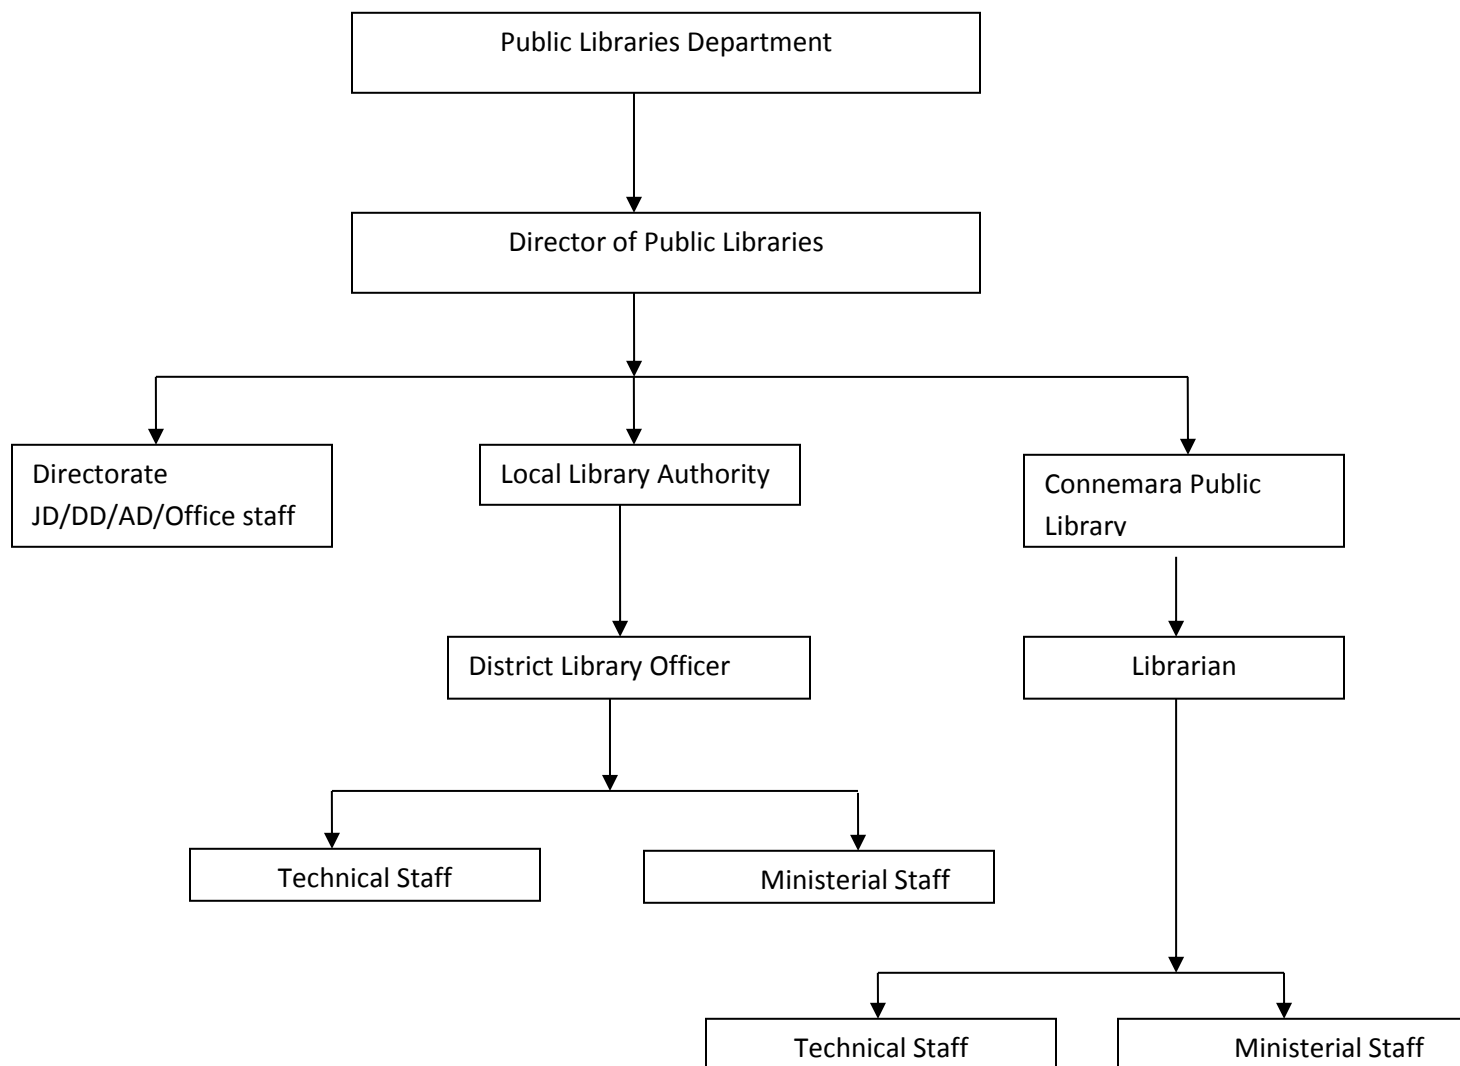 Public Libraries Department
Director of Public Libraries
Directorate
JD/DD/AD/Office staff
Local Library Authority
Connemara Public
Library
District Library Officer
Librarian
Technical Staff
Ministerial Staff
Technical Staff
Ministerial Staff